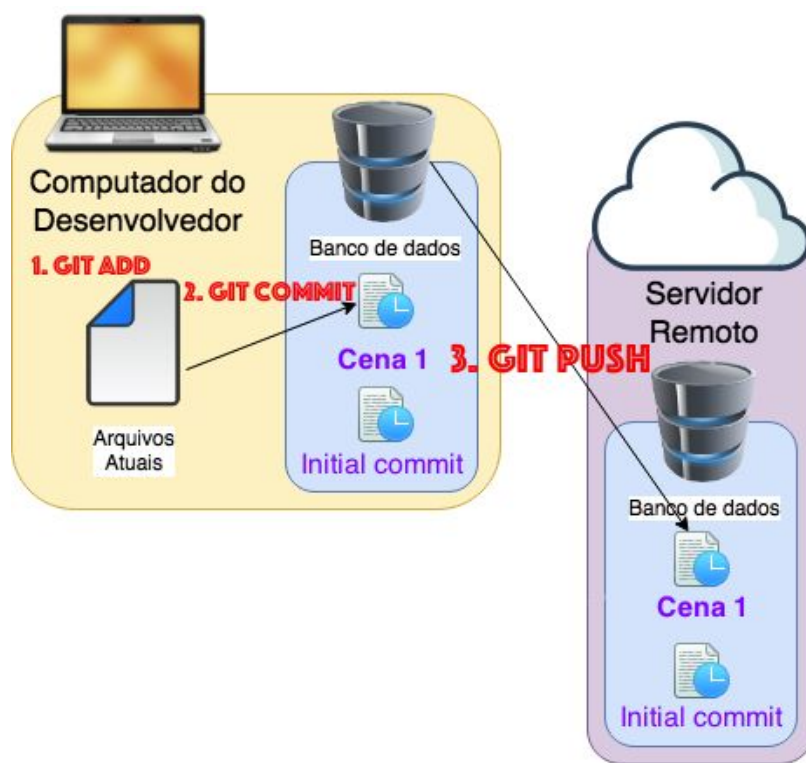 Computador do
Desenvolvedor
1. GIT ADD
2. GIT COMMIT
Arquivos
Atuais
Banco de dados
Cena 1
Initial commit
3. GIT PUSH
Servidor
Remoto
Banco de dados
Cena 1
Initial commit